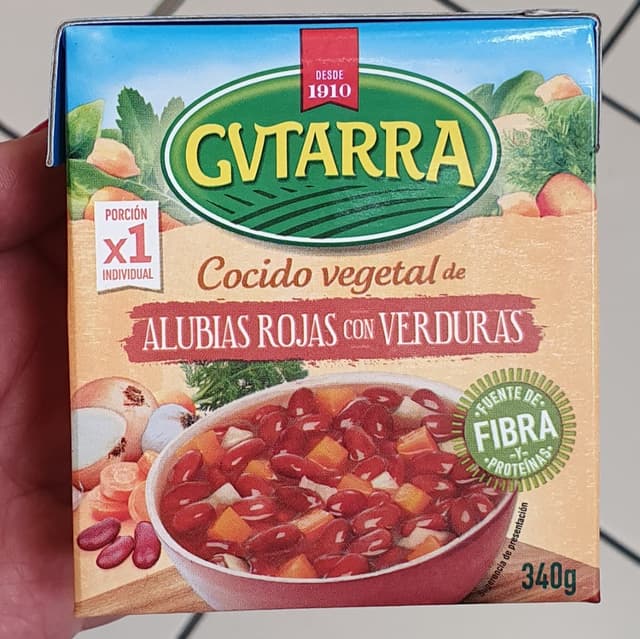 DESDE
1910
GVTARRA
PORCIÓN
x1
INDIVIDUAL
Cocido vegetal de
ALUBIAS ROJAS CON VERDURAS
FUENTE DE
FIBRA
-Y-
PROTEÍNAS
Sugerencia de presentación
340g